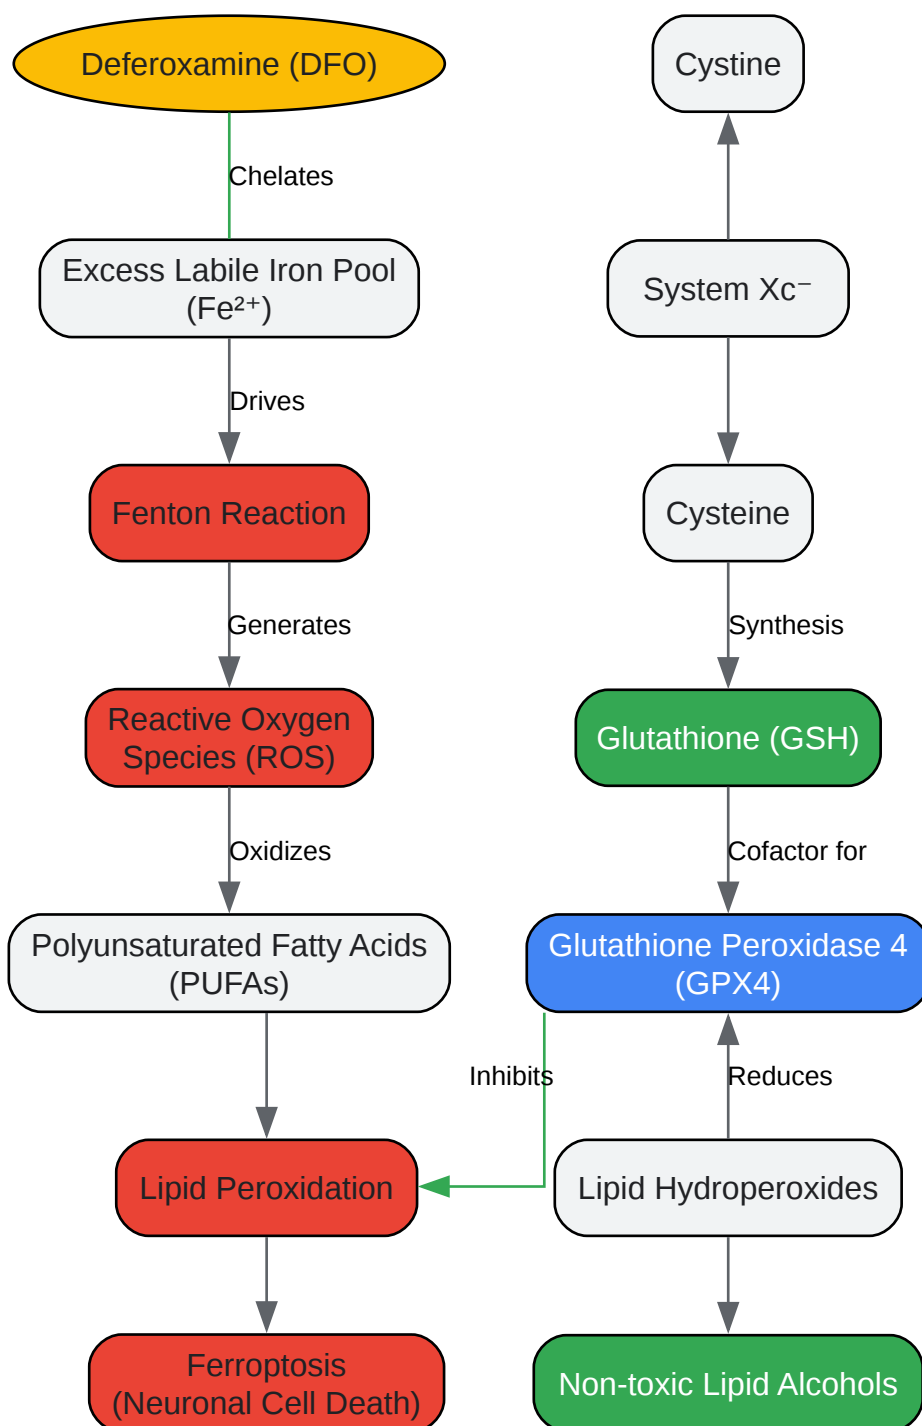 Deferoxamine (DFO)
Cystine
Chelates
Excess Labile Iron Pool
(Fe²⁺)
System Xc⁻
Drives
Fenton Reaction
Cysteine
Generates
Synthesis
Reactive Oxygen
Species (ROS)
Glutathione (GSH)
Oxidizes
Cofactor for
Polyunsaturated Fatty Acids
(PUFAs)
Glutathione Peroxidase 4
(GPX4)
Inhibits
Reduces
Lipid Peroxidation
Lipid Hydroperoxides
Ferroptosis
(Neuronal Cell Death)
Non-toxic Lipid Alcohols